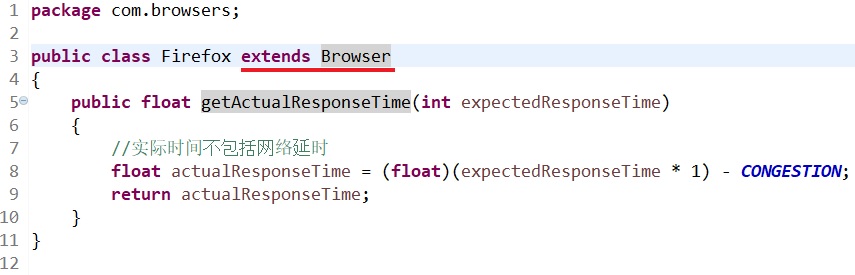 1 package com.browsers;
2
3 public class Firefox extends Browser
4 {
5     public float getActualResponseTime(int expectedResponseTime)
6     {
7         //实际时间不包括网络延时
8         float actualResponseTime = (float)(expectedResponseTime * 1) - CONGESTION;
9         return actualResponseTime;
10     }
11 }
12